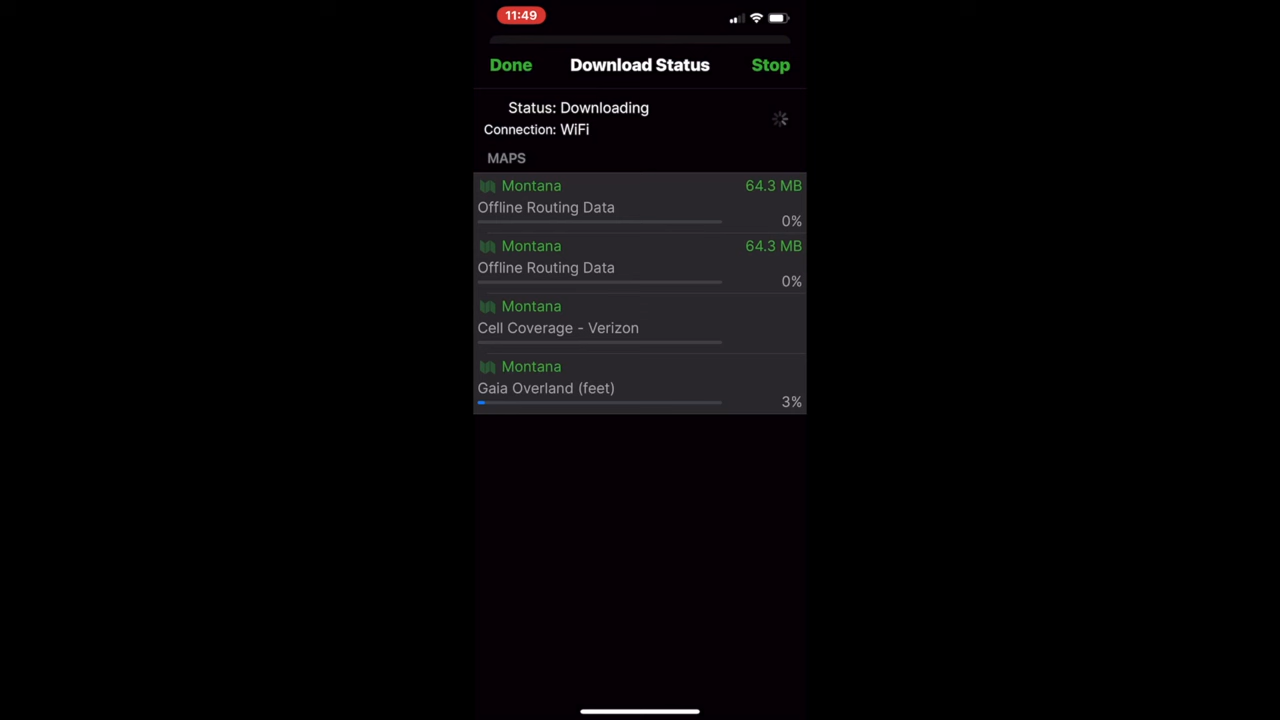 11:49
Done Download Status Stop
Status: Downloading
Connection: WiFi
MAPS
Montana 64.3 MB
Offline Routing Data
0%
Montana 64.3 MB
Offline Routing Data
0%
Montana
Cell Coverage - Verizon
Montana
Gaia Overland (feet)
3%